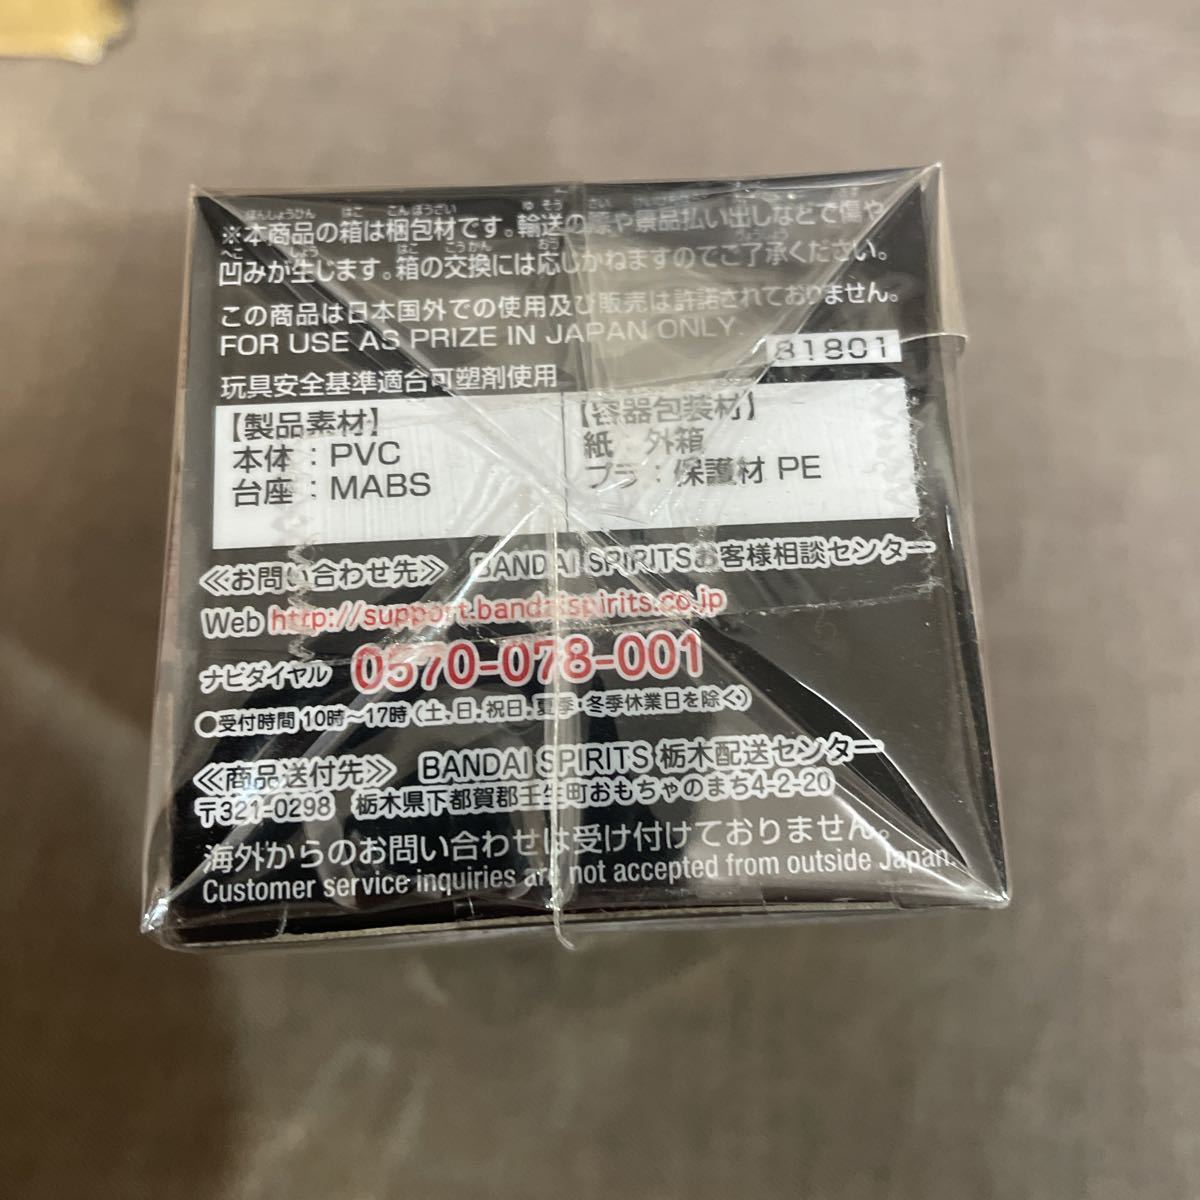 ※本商品の箱は梱包材です。輸送の際や景品払い出しなどで傷や
凹みが生じます。箱の交換には応じかねますのでご了承ください。
この商品は日本国外での使用及び販売は許諾されておりません。
FOR USE AS PRIZE IN JAPAN ONLY.
81801
玩具安全基準適合可塑剤使用
【製品素材】
本体：PVC
台座：MABS
【容器包装材】
紙：外箱
プラ：保護材 PE
≪お問い合わせ先≫ BANDAI SPIRITSお客様相談センター
Web http://support.bandaispirits.co.jp
ナビダイヤル 0570-078-001
●受付時間 10時～17時（土、日、祝日、夏季・冬季休業日を除く）
≪商品送付先≫ BANDAI SPIRITS 栃木配送センター
〒321-0298 栃木県下都賀郡壬生町おもちゃのまち4-2-20
海外からのお問い合わせは受け付けておりません。
Customer service inquiries are not accepted from outside Japan.